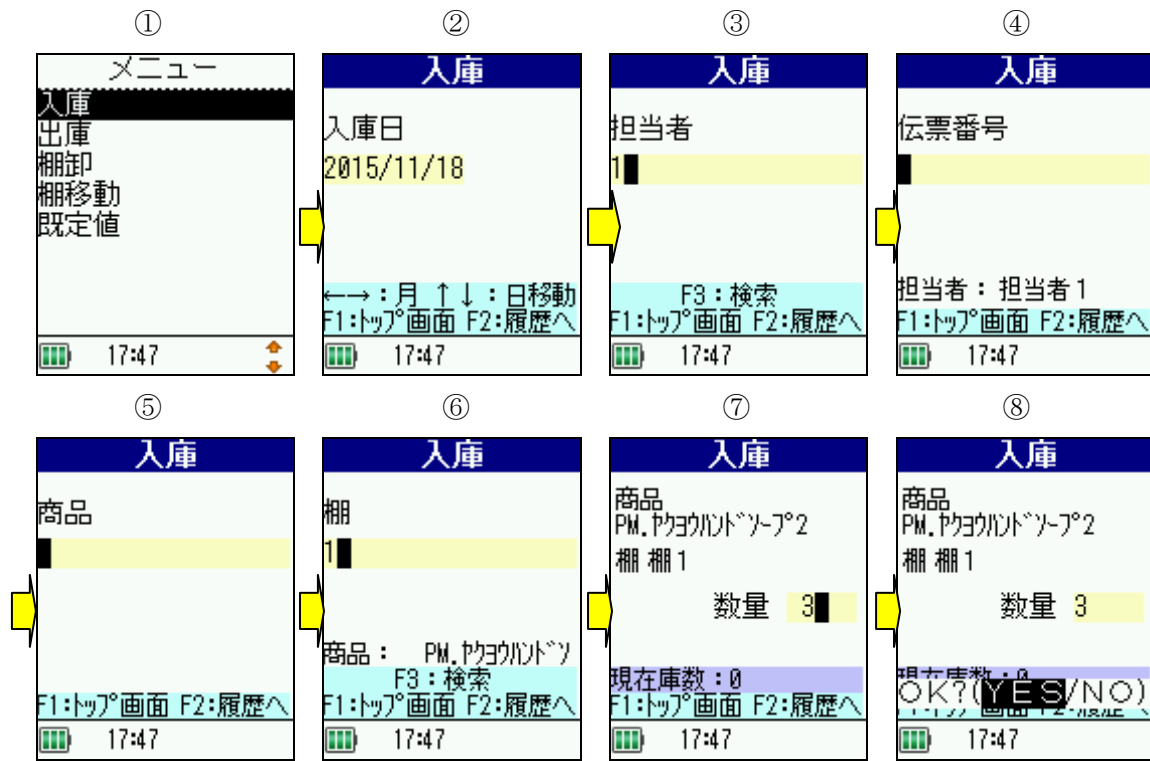 ①
メニュー
入庫
出庫
棚卸
棚移動
既定値
17:47
②
入庫
入庫日
2015/11/18
←→：月 ↑↓：日移動
F1:ﾄｯﾌﾟ画面 F2:履歴へ
17:47
③
入庫
担当者
1
F3：検索
F1:ﾄｯﾌﾟ画面 F2:履歴へ
17:47
④
入庫
伝票番号
担当者：担当者１
F1:ﾄｯﾌﾟ画面 F2:履歴へ
17:47
⑤
入庫
商品
F1:ﾄｯﾌﾟ画面 F2:履歴へ
17:47
⑥
入庫
棚
1
商品： PM.ﾔｸﾖｳﾊﾝﾄﾞｿ
F3：検索
F1:ﾄｯﾌﾟ画面 F2:履歴へ
17:47
⑦
入庫
商品
PM.ﾔｸﾖｳﾊﾝﾄﾞｿｰﾌﾟ2
棚 棚１
数量 3
現在庫数：0
F1:ﾄｯﾌﾟ画面 F2:履歴へ
17:47
⑧
入庫
商品
PM.ﾔｸﾖｳﾊﾝﾄﾞｿｰﾌﾟ2
棚 棚１
数量 3
ＯＫ?(ＹＥＳ/ＮＯ)
17:47